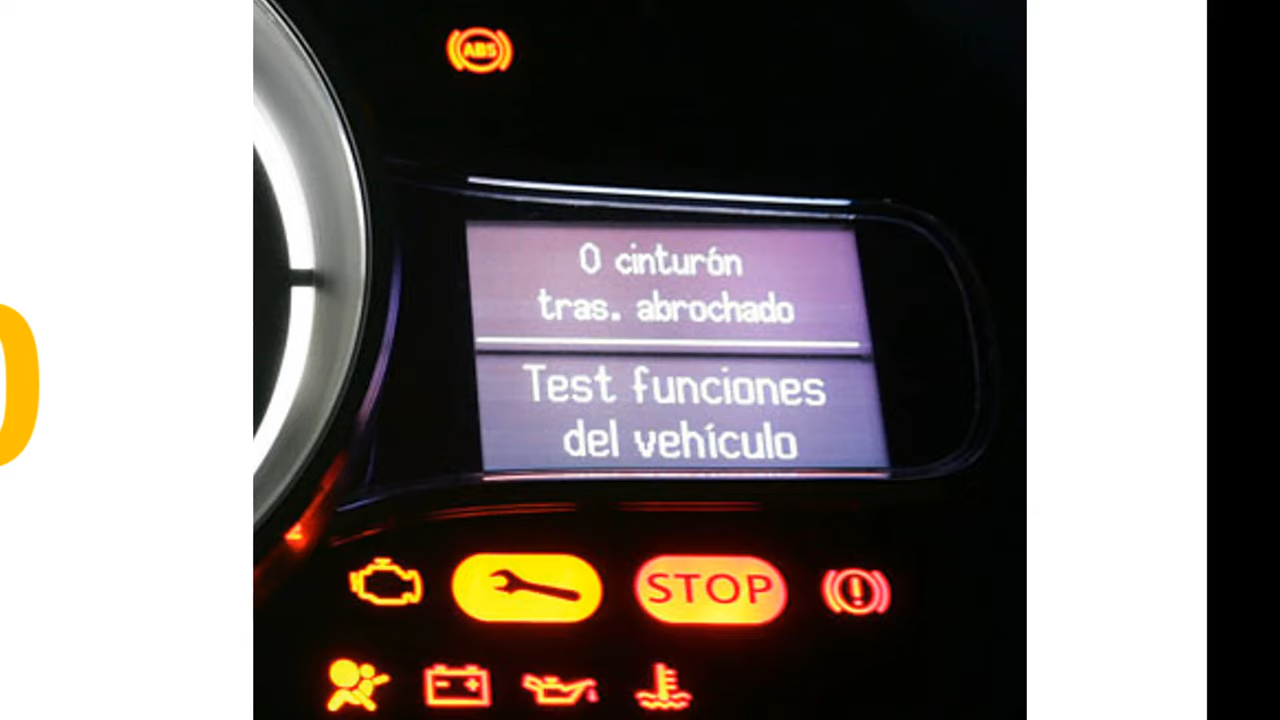 ABS
0 cinturón
tras. abrochado
Test funciones
del vehículo
STOP